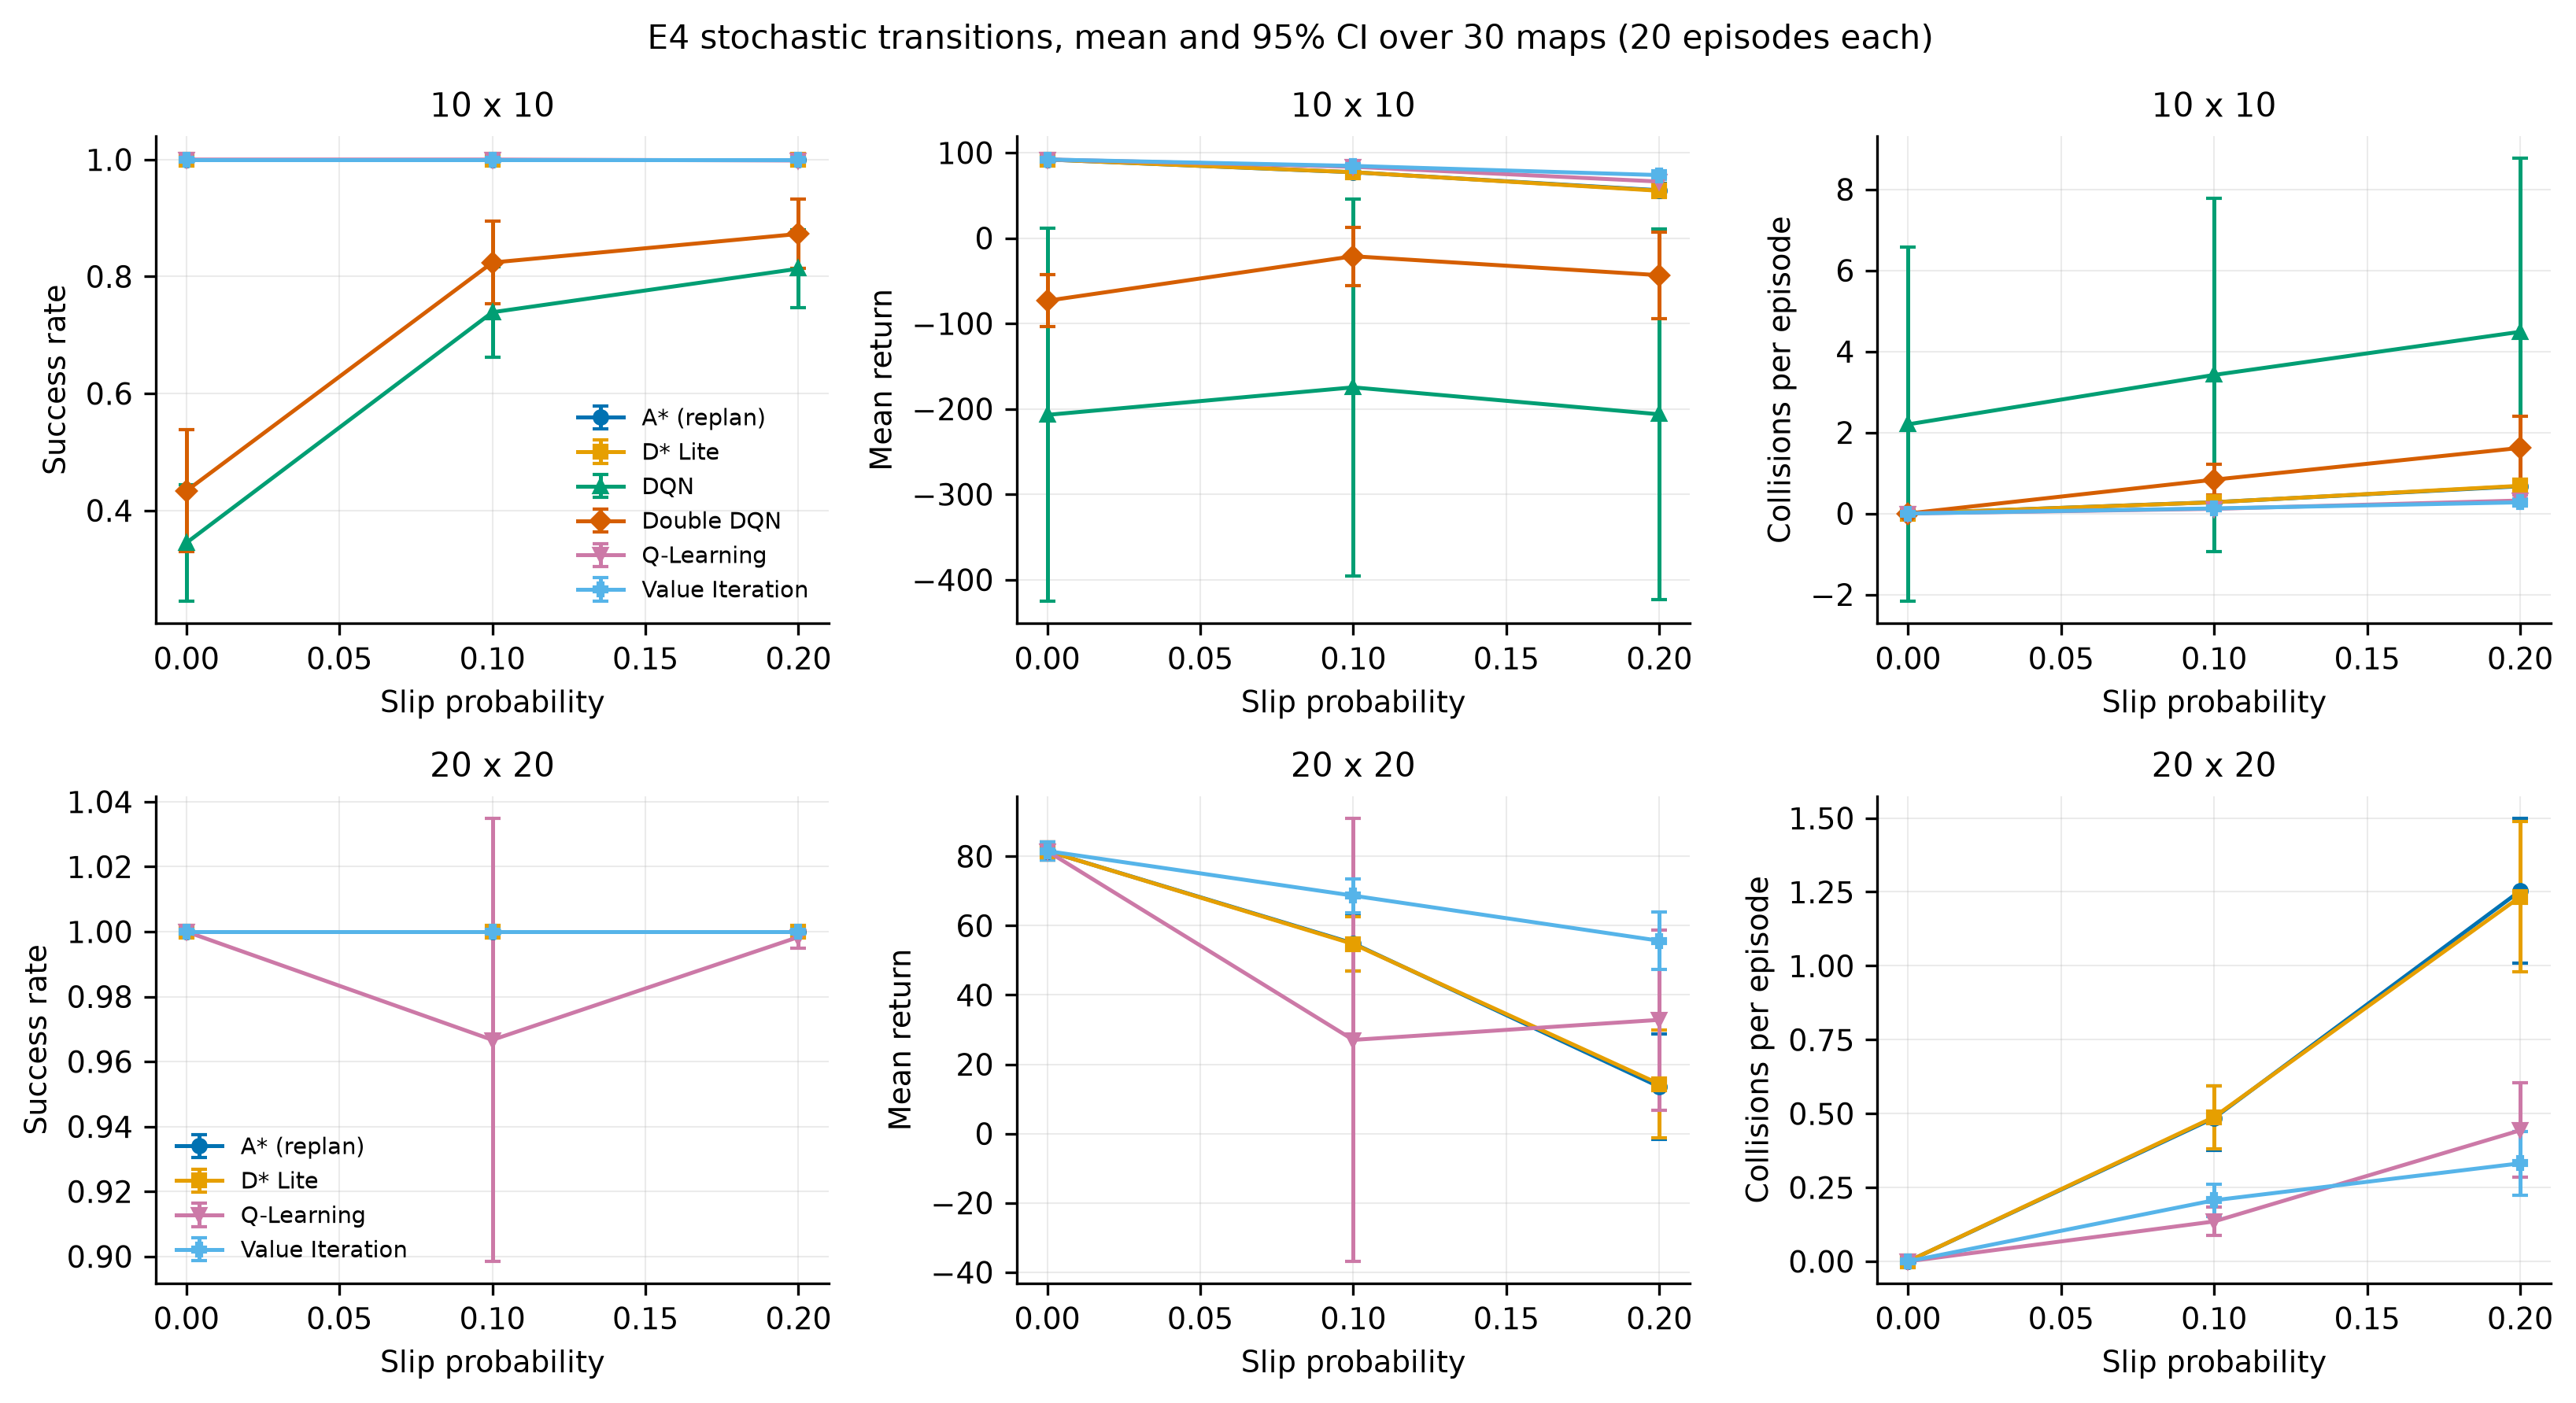 E4 stochastic transitions, mean and 95% CI over 30 maps (20 episodes each)
10 x 10
Success rate
1.0
0.8
0.6
0.4
A* (replan)
D* Lite
DQN
Double DQN
Q-Learning
Value Iteration
0.00 0.05 0.10 0.15 0.20
Slip probability
10 x 10
Mean return
100
0
−100
−200
−300
−400
0.00 0.05 0.10 0.15 0.20
Slip probability
10 x 10
Collisions per episode
8
6
4
2
0
−2
0.00 0.05 0.10 0.15 0.20
Slip probability
20 x 20
Success rate
1.04
1.02
1.00
0.98
0.96
0.94
0.92
0.90
A* (replan)
D* Lite
Q-Learning
Value Iteration
0.00 0.05 0.10 0.15 0.20
Slip probability
20 x 20
Mean return
80
60
40
20
0
−20
−40
0.00 0.05 0.10 0.15 0.20
Slip probability
20 x 20
Collisions per episode
1.50
1.25
1.00
0.75
0.50
0.25
0.00
0.00 0.05 0.10 0.15 0.20
Slip probability